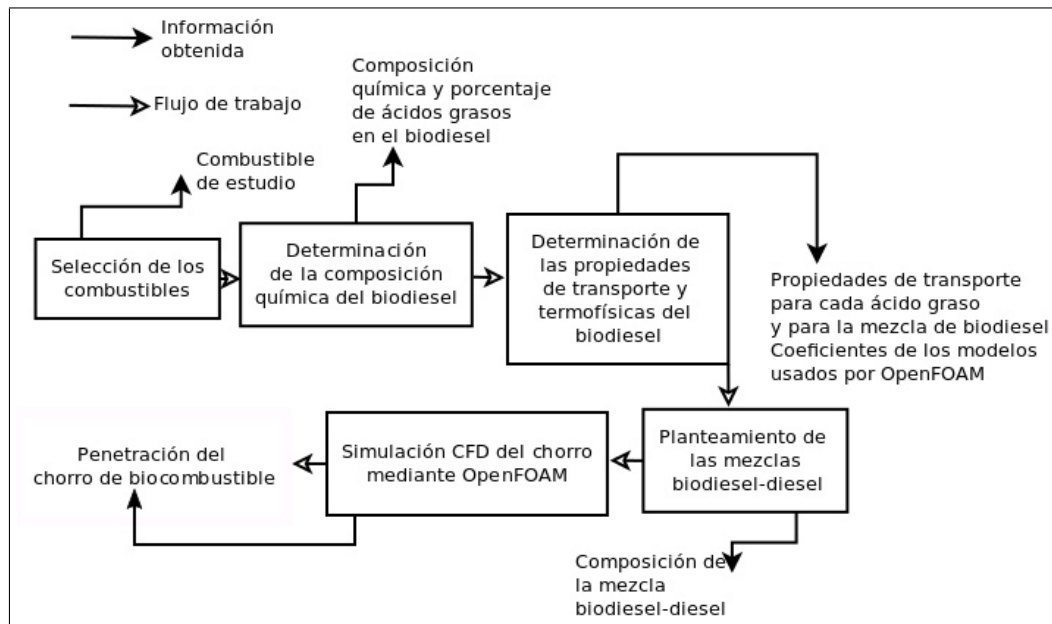 Información
obtenida
Flujo de trabajo
Composición
química y porcentaje
de ácidos grasos
en el biodiesel
Combustible
de estudio
Selección de los
combustibles
Determinación
de la composición
química del biodiesel
Determinación de
las propiedades
de transporte y
termofísicas del
biodiesel
Propiedades de transporte
para cada ácido graso
y para la mezcla de biodiesel
Coeficientes de los modelos
usados por OpenFOAM
Planteamiento de
las mezclas
biodiesel-diesel
Composición de
la mezcla
biodiesel-diesel
Simulación CFD del chorro
mediante OpenFOAM
Penetración del
chorro de biocombustible